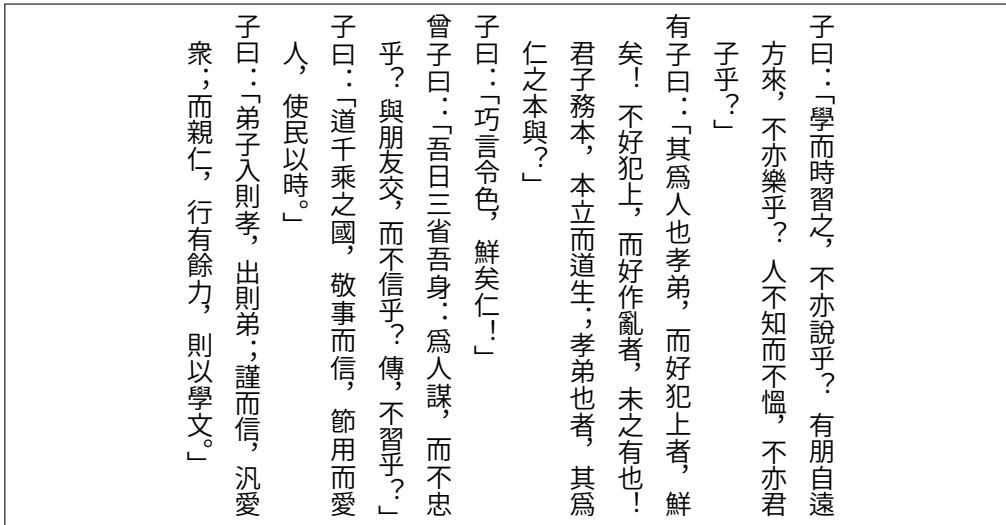 子曰：「學而時習之，不亦說乎？有朋自遠
方來，不亦樂乎？人不知而不慍，不亦君
子乎？」
有子曰：「其爲人也孝弟，而好犯上者，鮮
矣！不好犯上，而好作亂者，未之有也！
君子務本，本立而道生；孝弟也者，其爲
仁之本與？」
子曰：「巧言令色，鮮矣仁！」
曾子曰：「吾日三省吾身：爲人謀，而不忠
乎？與朋友交，而不信乎？傳，不習乎？」
子曰：「道千乘之國，敬事而信，節用而愛
人，使民以時。」
子曰：「弟子入則孝，出則弟；謹而信，汎愛
衆；而親仁，行有餘力，則以學文。」